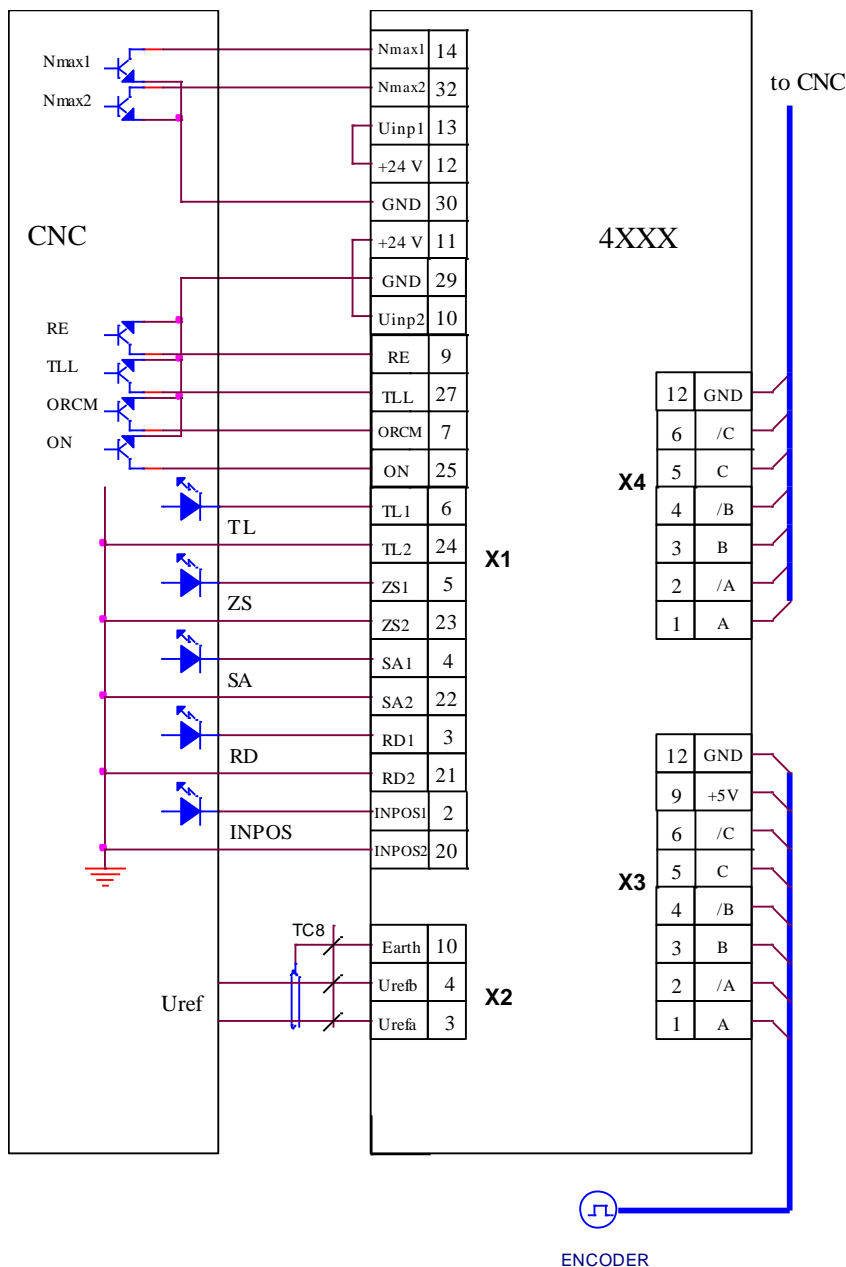 Nmax1
Nmax2
CNC
RE
TLL
ORCM
ON
TL
ZS
SA
RD
INPOS
Uref
TC8
Nmax1 14
Nmax2 32
Uinp1 13
+24 V 12
GND 30
+24 V 11
GND 29
Uinp2 10
RE 9
TLL 27
ORCM 7
ON 25
TL1 6
TL2 24
ZS1 5
ZS2 23
SA1 4
SA2 22
RD1 3
RD2 21
INPOS1 2
INPOS2 20
X1
Earth 10
Urefb 4
Urefa 3
X2
4XXX
to CNC
12 GND
6 /C
5 C
4 /B
3 B
2 /A
1 A
X4
12 GND
9 +5V
6 /C
5 C
4 /B
3 B
2 /A
1 A
X3
ENCODER